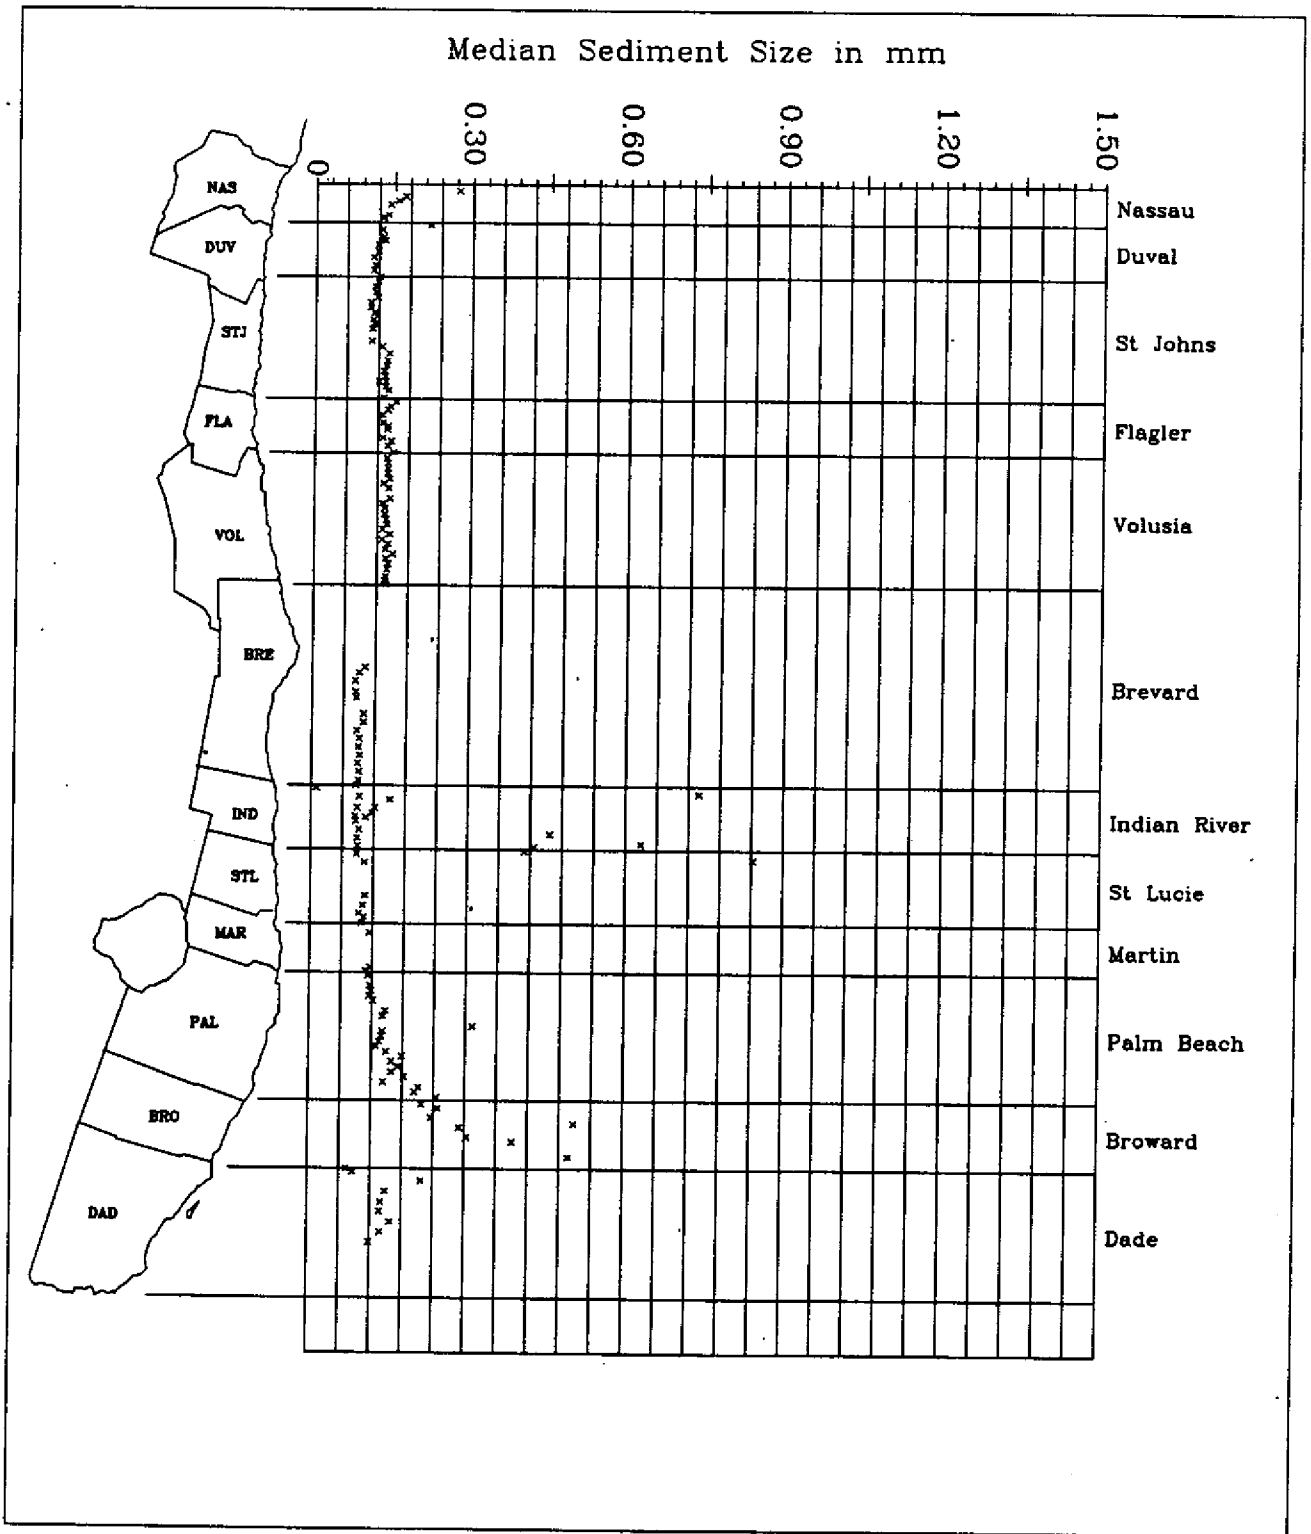 Median Sediment Size in mm
0
0.30
0.60
0.90
1.20
1.50
NAS
Nassau
DUV
Duval
STJ
St Johns
FLA
Flagler
VOL
Volusia
BRE
Brevard
IND
Indian River
STL
St Lucie
MAR
Martin
PAL
Palm Beach
BRO
Broward
DAD
Dade